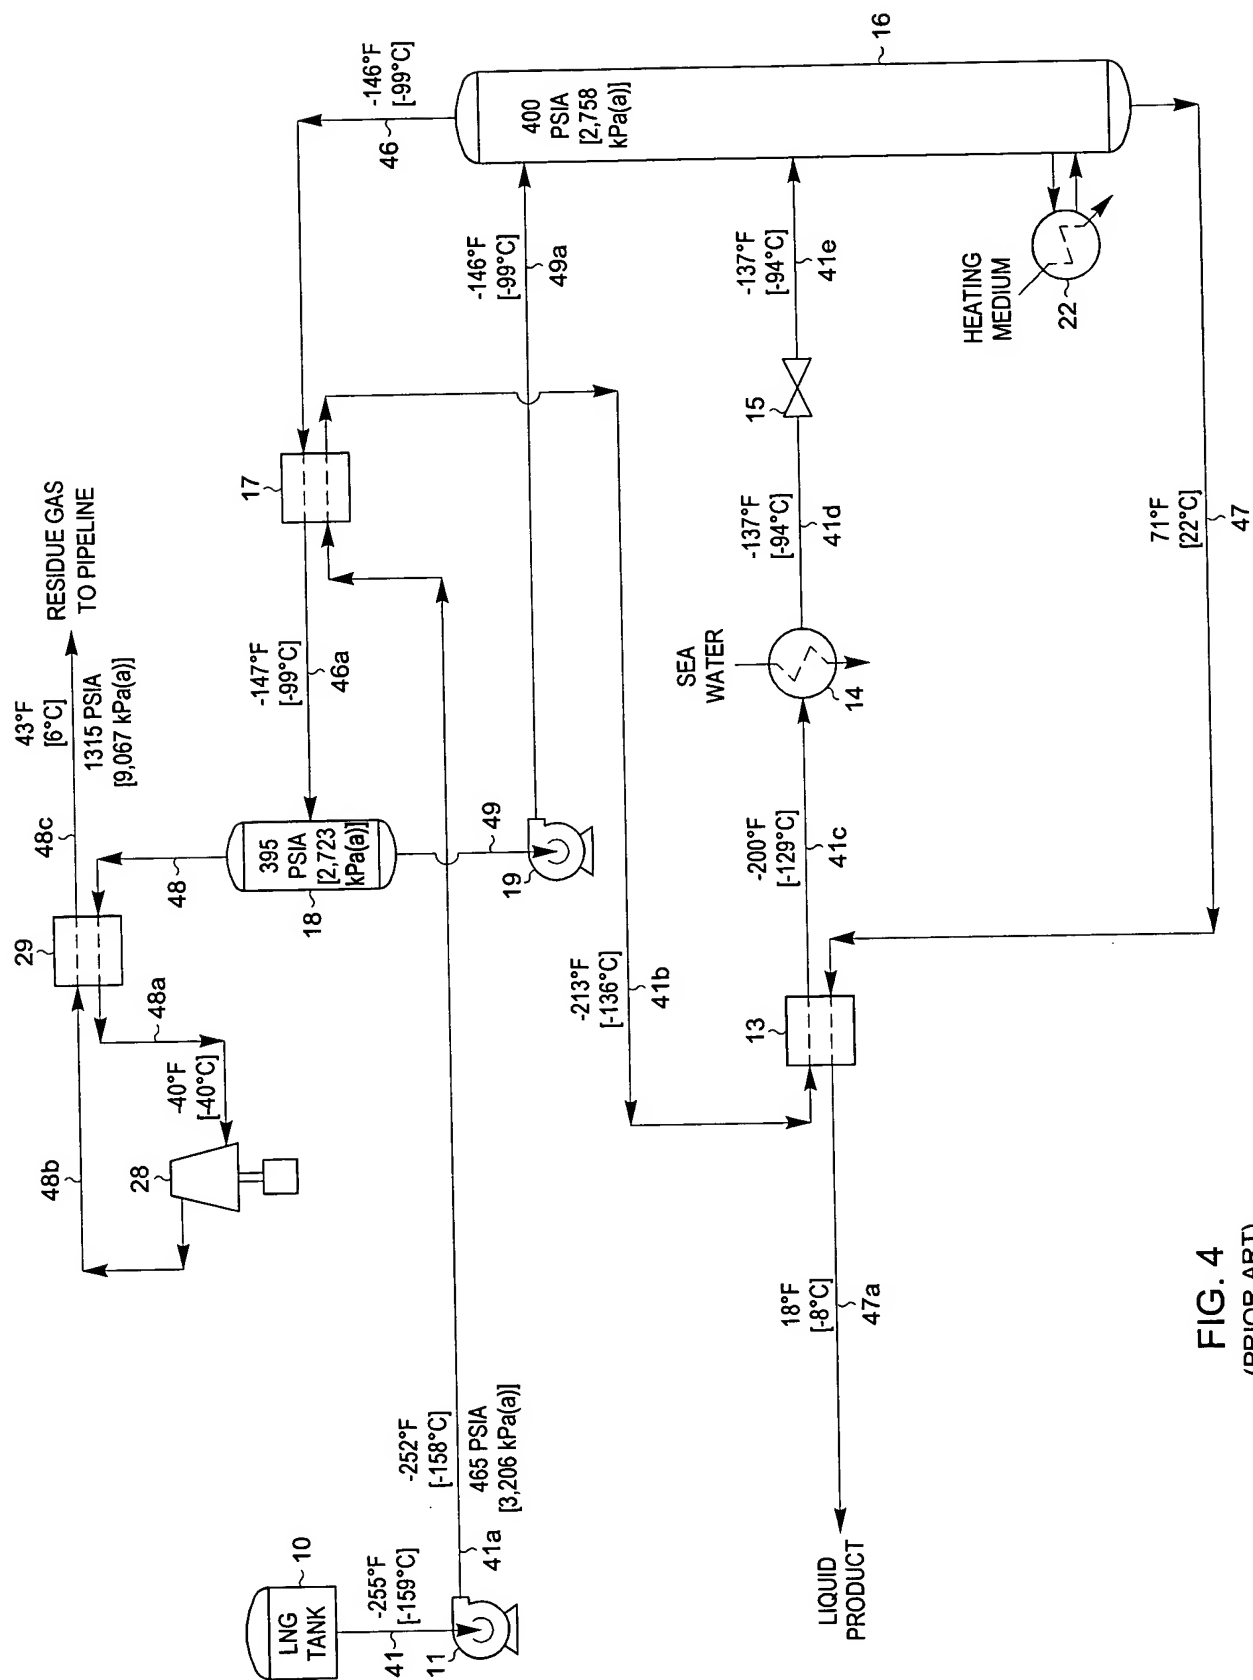 43°F
[6°C]
RESIDUE GAS
TO PIPELINE
1315 PSIA
[9,067 kPa(a)]
48c
29
48
48b
48a
-40°F
[-40°C]
28
17
-146°F
[-99°C]
46
-147°F
[-99°C]
46a
395
PSIA
[2,723
kPa(a)]
18
49
19
400
PSIA
[2,758
kPa(a)]
16
-146°F
[-99°C]
49a
LNG
TANK
10
-255°F
[-159°C]
41
11
-252°F
[-158°C]
465 PSIA
[3,206 kPa(a)]
41a
-213°F
[-136°C]
41b
13
-200°F
[-129°C]
41c
SEA
WATER
14
-137°F
[-94°C]
41d
15
-137°F
[-94°C]
41e
HEATING
MEDIUM
22
71°F
[22°C]
47
18°F
[-8°C]
47a
LIQUID
PRODUCT
FIG. 4
(PRIOR ART)